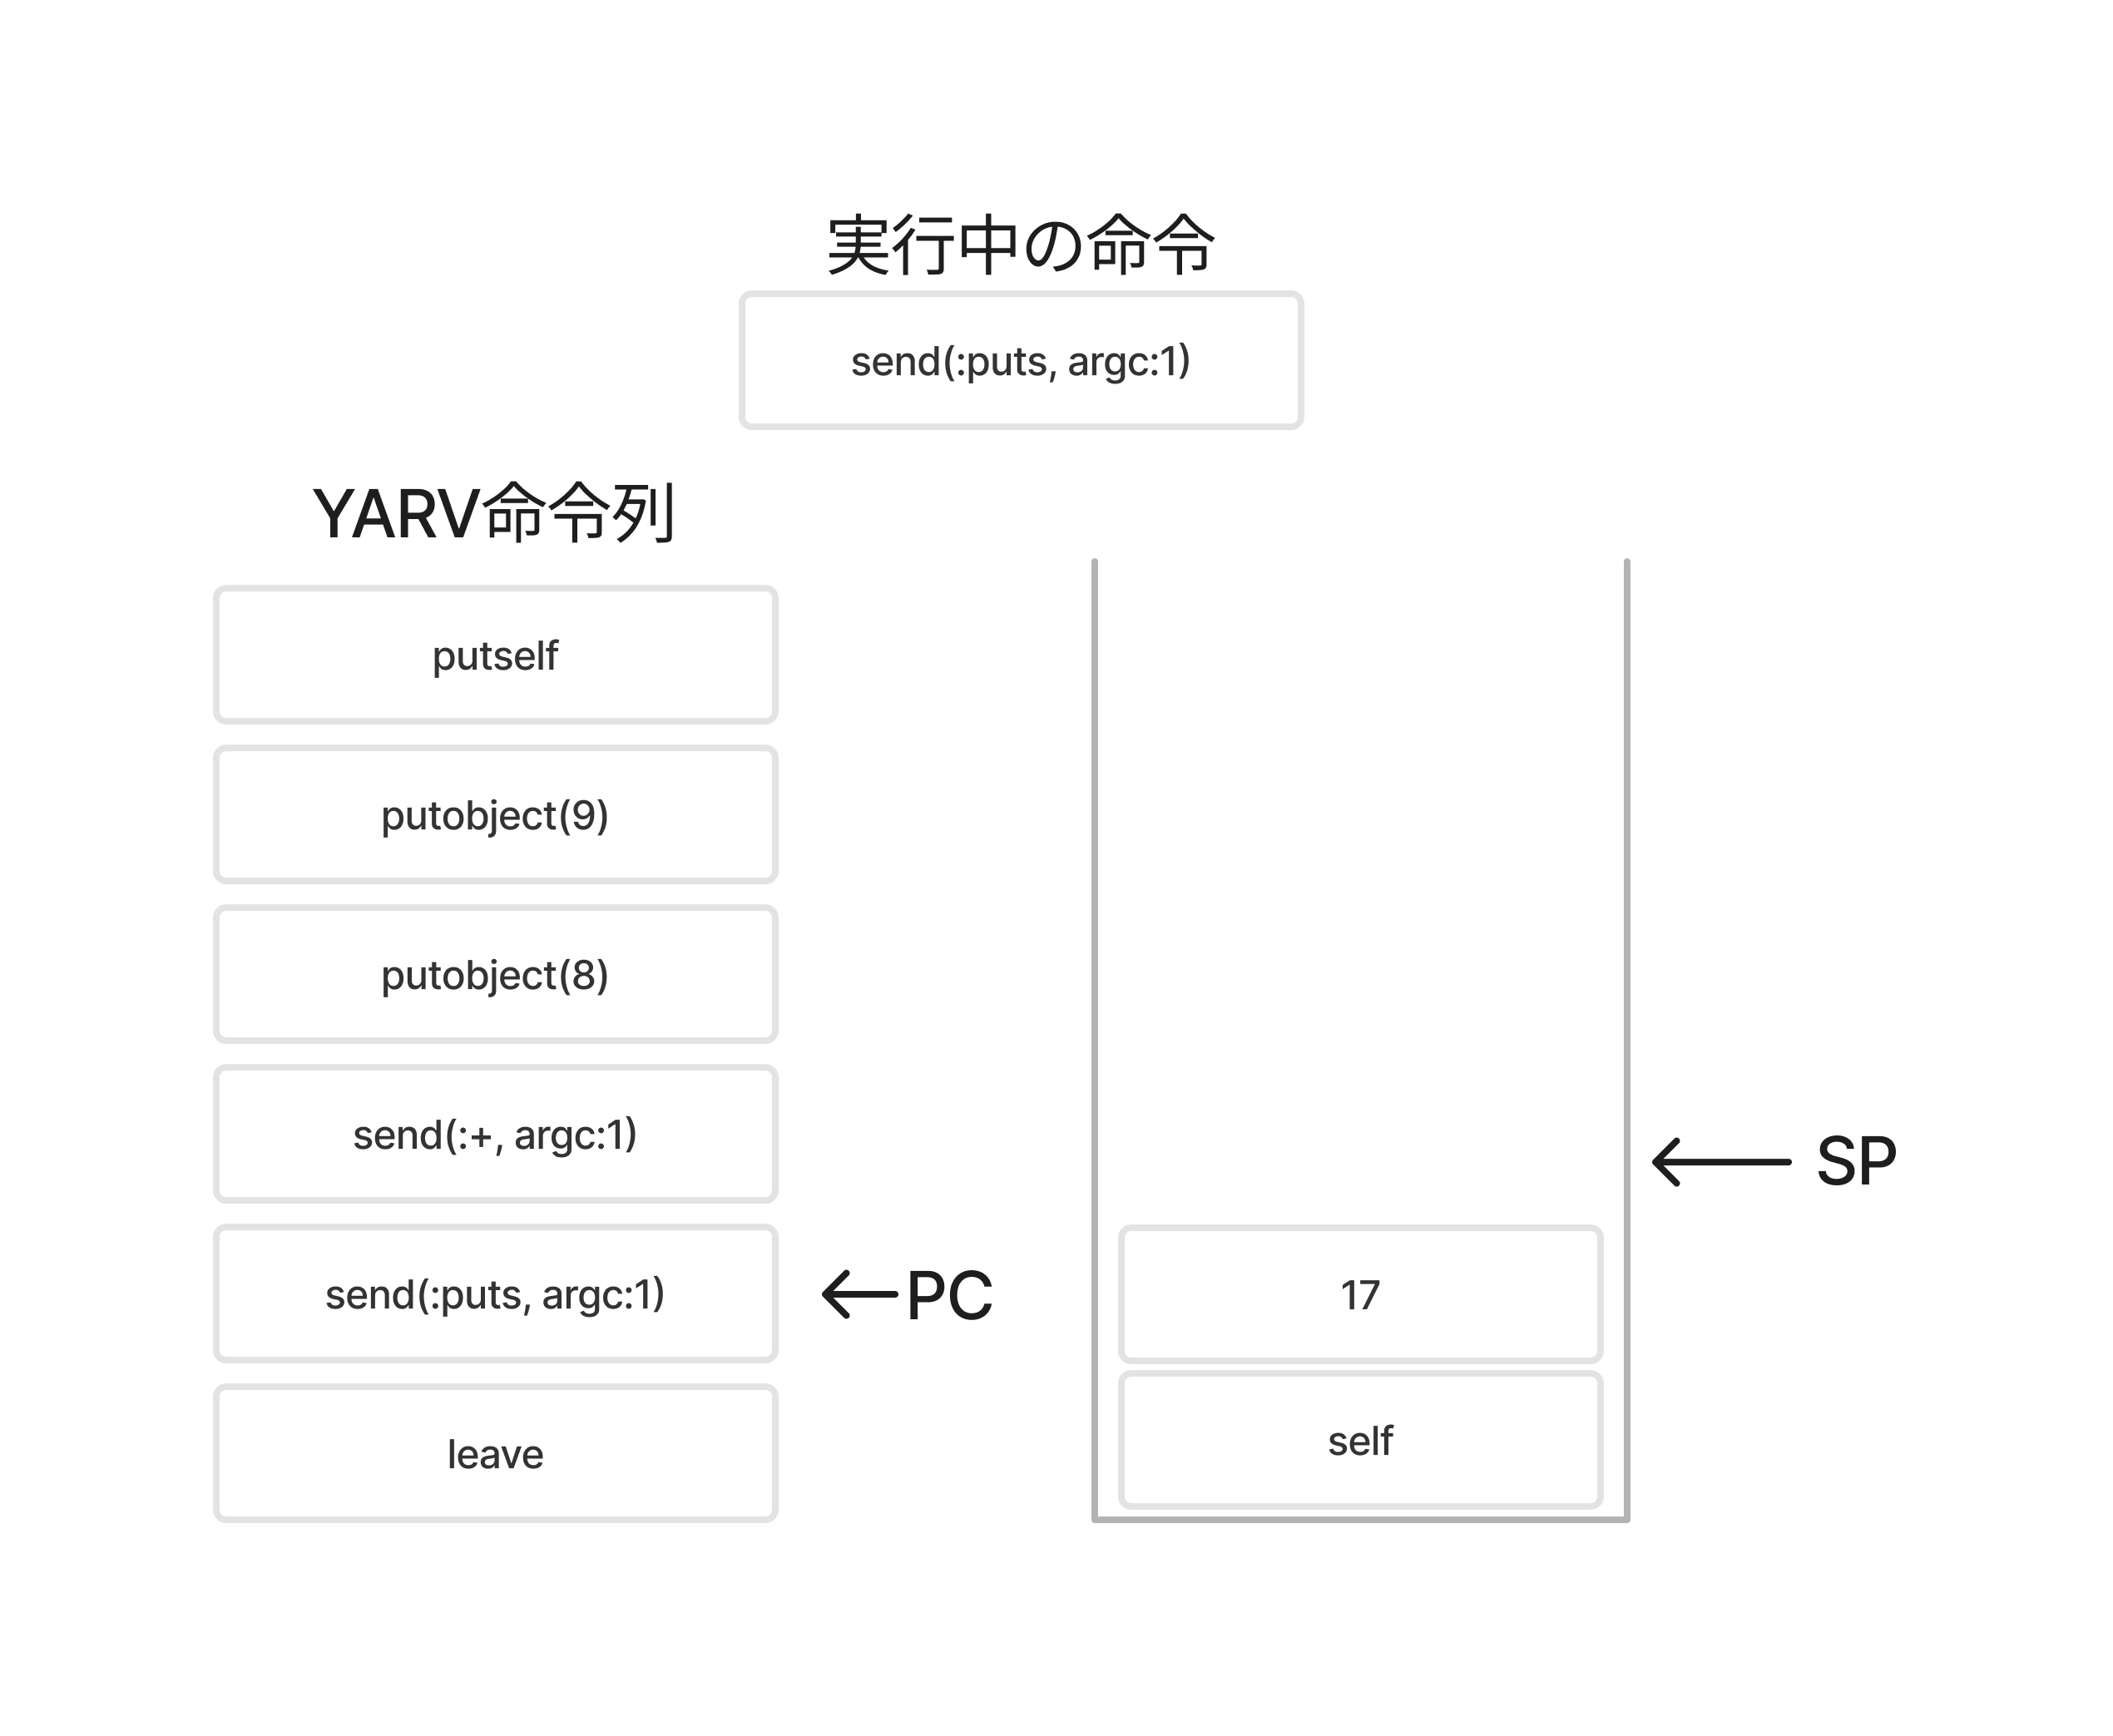 実行中の命令
send(:puts, argc:1)
YARV命令列
putself
putobject(9)
putobject(8)
send(:+, argc:1)
send(:puts, argc:1)
leave
PC
SP
17
self